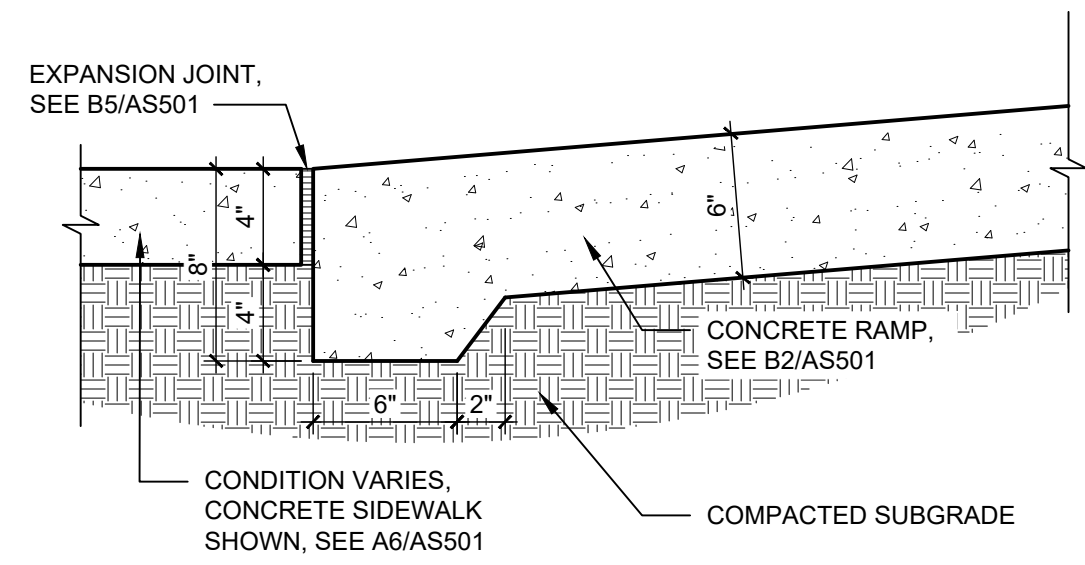 EXPANSION JOINT,
SEE B5/AS501
4"
8"
4"
6"
6"
2"
CONCRETE RAMP,
SEE B2/AS501
CONDITION VARIES,
CONCRETE SIDEWALK
SHOWN, SEE A6/AS501
COMPACTED SUBGRADE